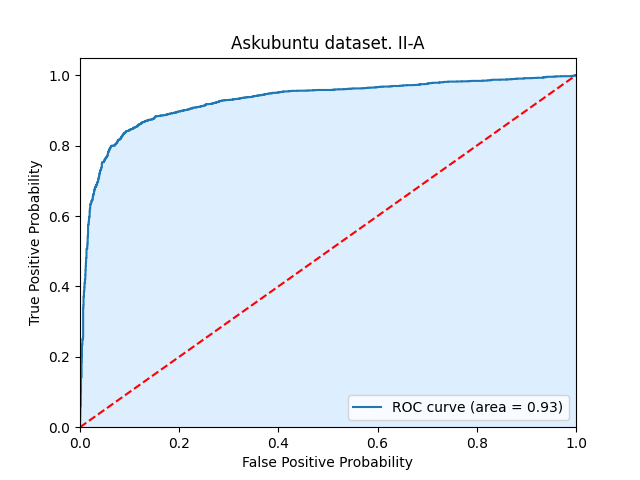 Askubuntu dataset. II-A
True Positive Probability
1.0
0.8
0.6
0.4
0.2
0.0
ROC curve (area = 0.93)
0.0 0.2 0.4 0.6 0.8 1.0
False Positive Probability